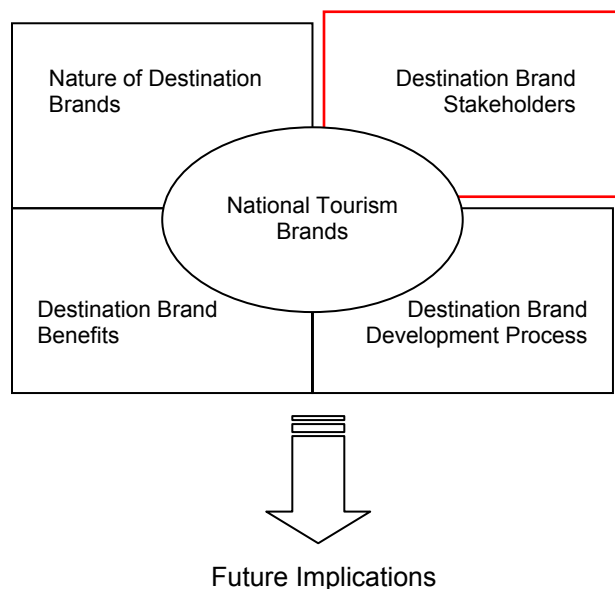 Nature of Destination
Brands
Destination Brand
Stakeholders
National Tourism
Brands
Destination Brand
Benefits
Destination Brand
Development Process
Future Implications